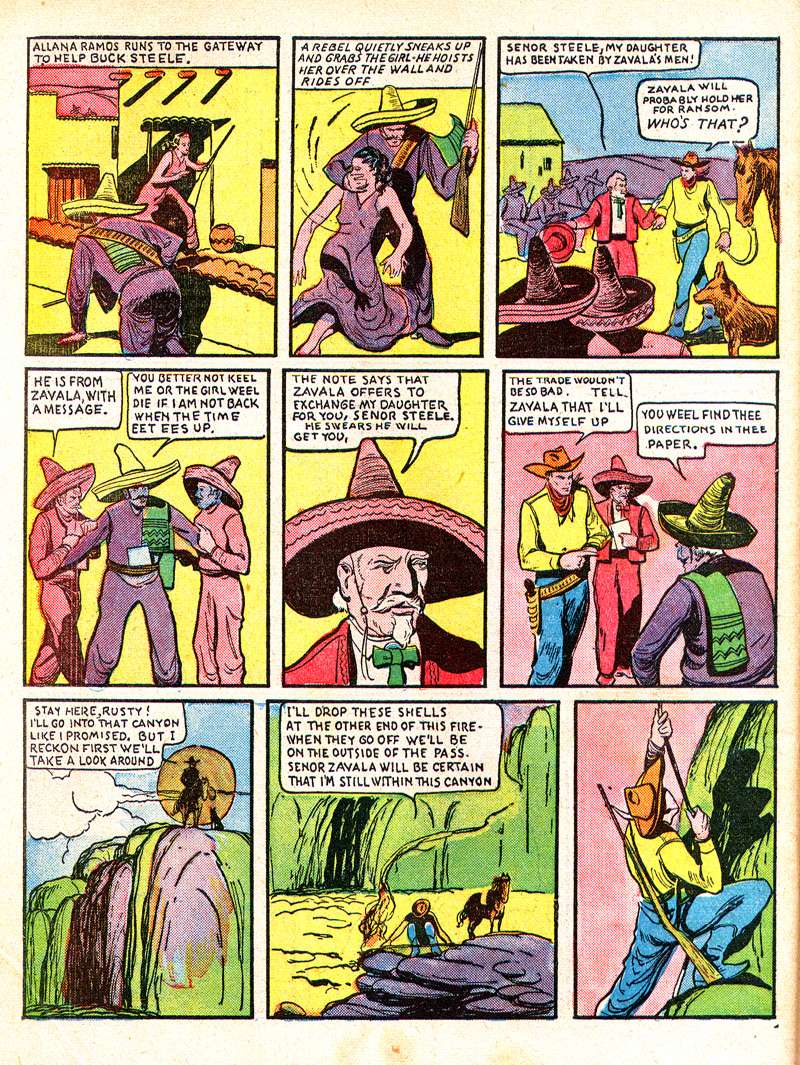 ALLANA RAMOS RUNS TO THE GATEWAY
TO HELP BUCK STEELE.
A REBEL QUIETLY SNEAKS UP
AND GRABS THE GIRL-HE HOISTS
HER OVER THE WALL AND
RIDES OFF
SENOR STEELE, MY DAUGHTER
HAS BEEN TAKEN BY ZAVALA'S MEN!
ZAVALA WILL
PROBABLY HOLD HER
FOR RANSOM.
WHO'S THAT?
HE IS FROM
ZAVALA, WITH
A MESSAGE.
YOU BETTER NOT KEEL
ME OR THE GIRL WEEL
DIE IF I AM NOT BACK
WHEN THE TIME
EET EES UP.
THE NOTE SAYS THAT
ZAVALA OFFERS TO
EXCHANGE MY DAUGHTER
FOR YOU, SENOR STEELE.
HE SWEARS HE WILL
GET YOU,
THE TRADE WOULDN'T
BE SO BAD. TELL
ZAVALA THAT I'LL
GIVE MYSELF UP
YOU WEEL FIND THEE
DIRECTIONS IN THEE
PAPER.
STAY HERE, RUSTY!
I'LL GO INTO THAT CANYON
LIKE I PROMISED. BUT I
RECKON FIRST WE'LL
TAKE A LOOK AROUND
I'LL DROP THESE SHELLS
AT THE OTHER END OF THIS FIRE-
WHEN THEY GO OFF WE'LL BE
ON THE OUTSIDE OF THE PASS.
SENOR ZAVALA WILL BE CERTAIN
THAT I'M STILL WITHIN THIS CANYON